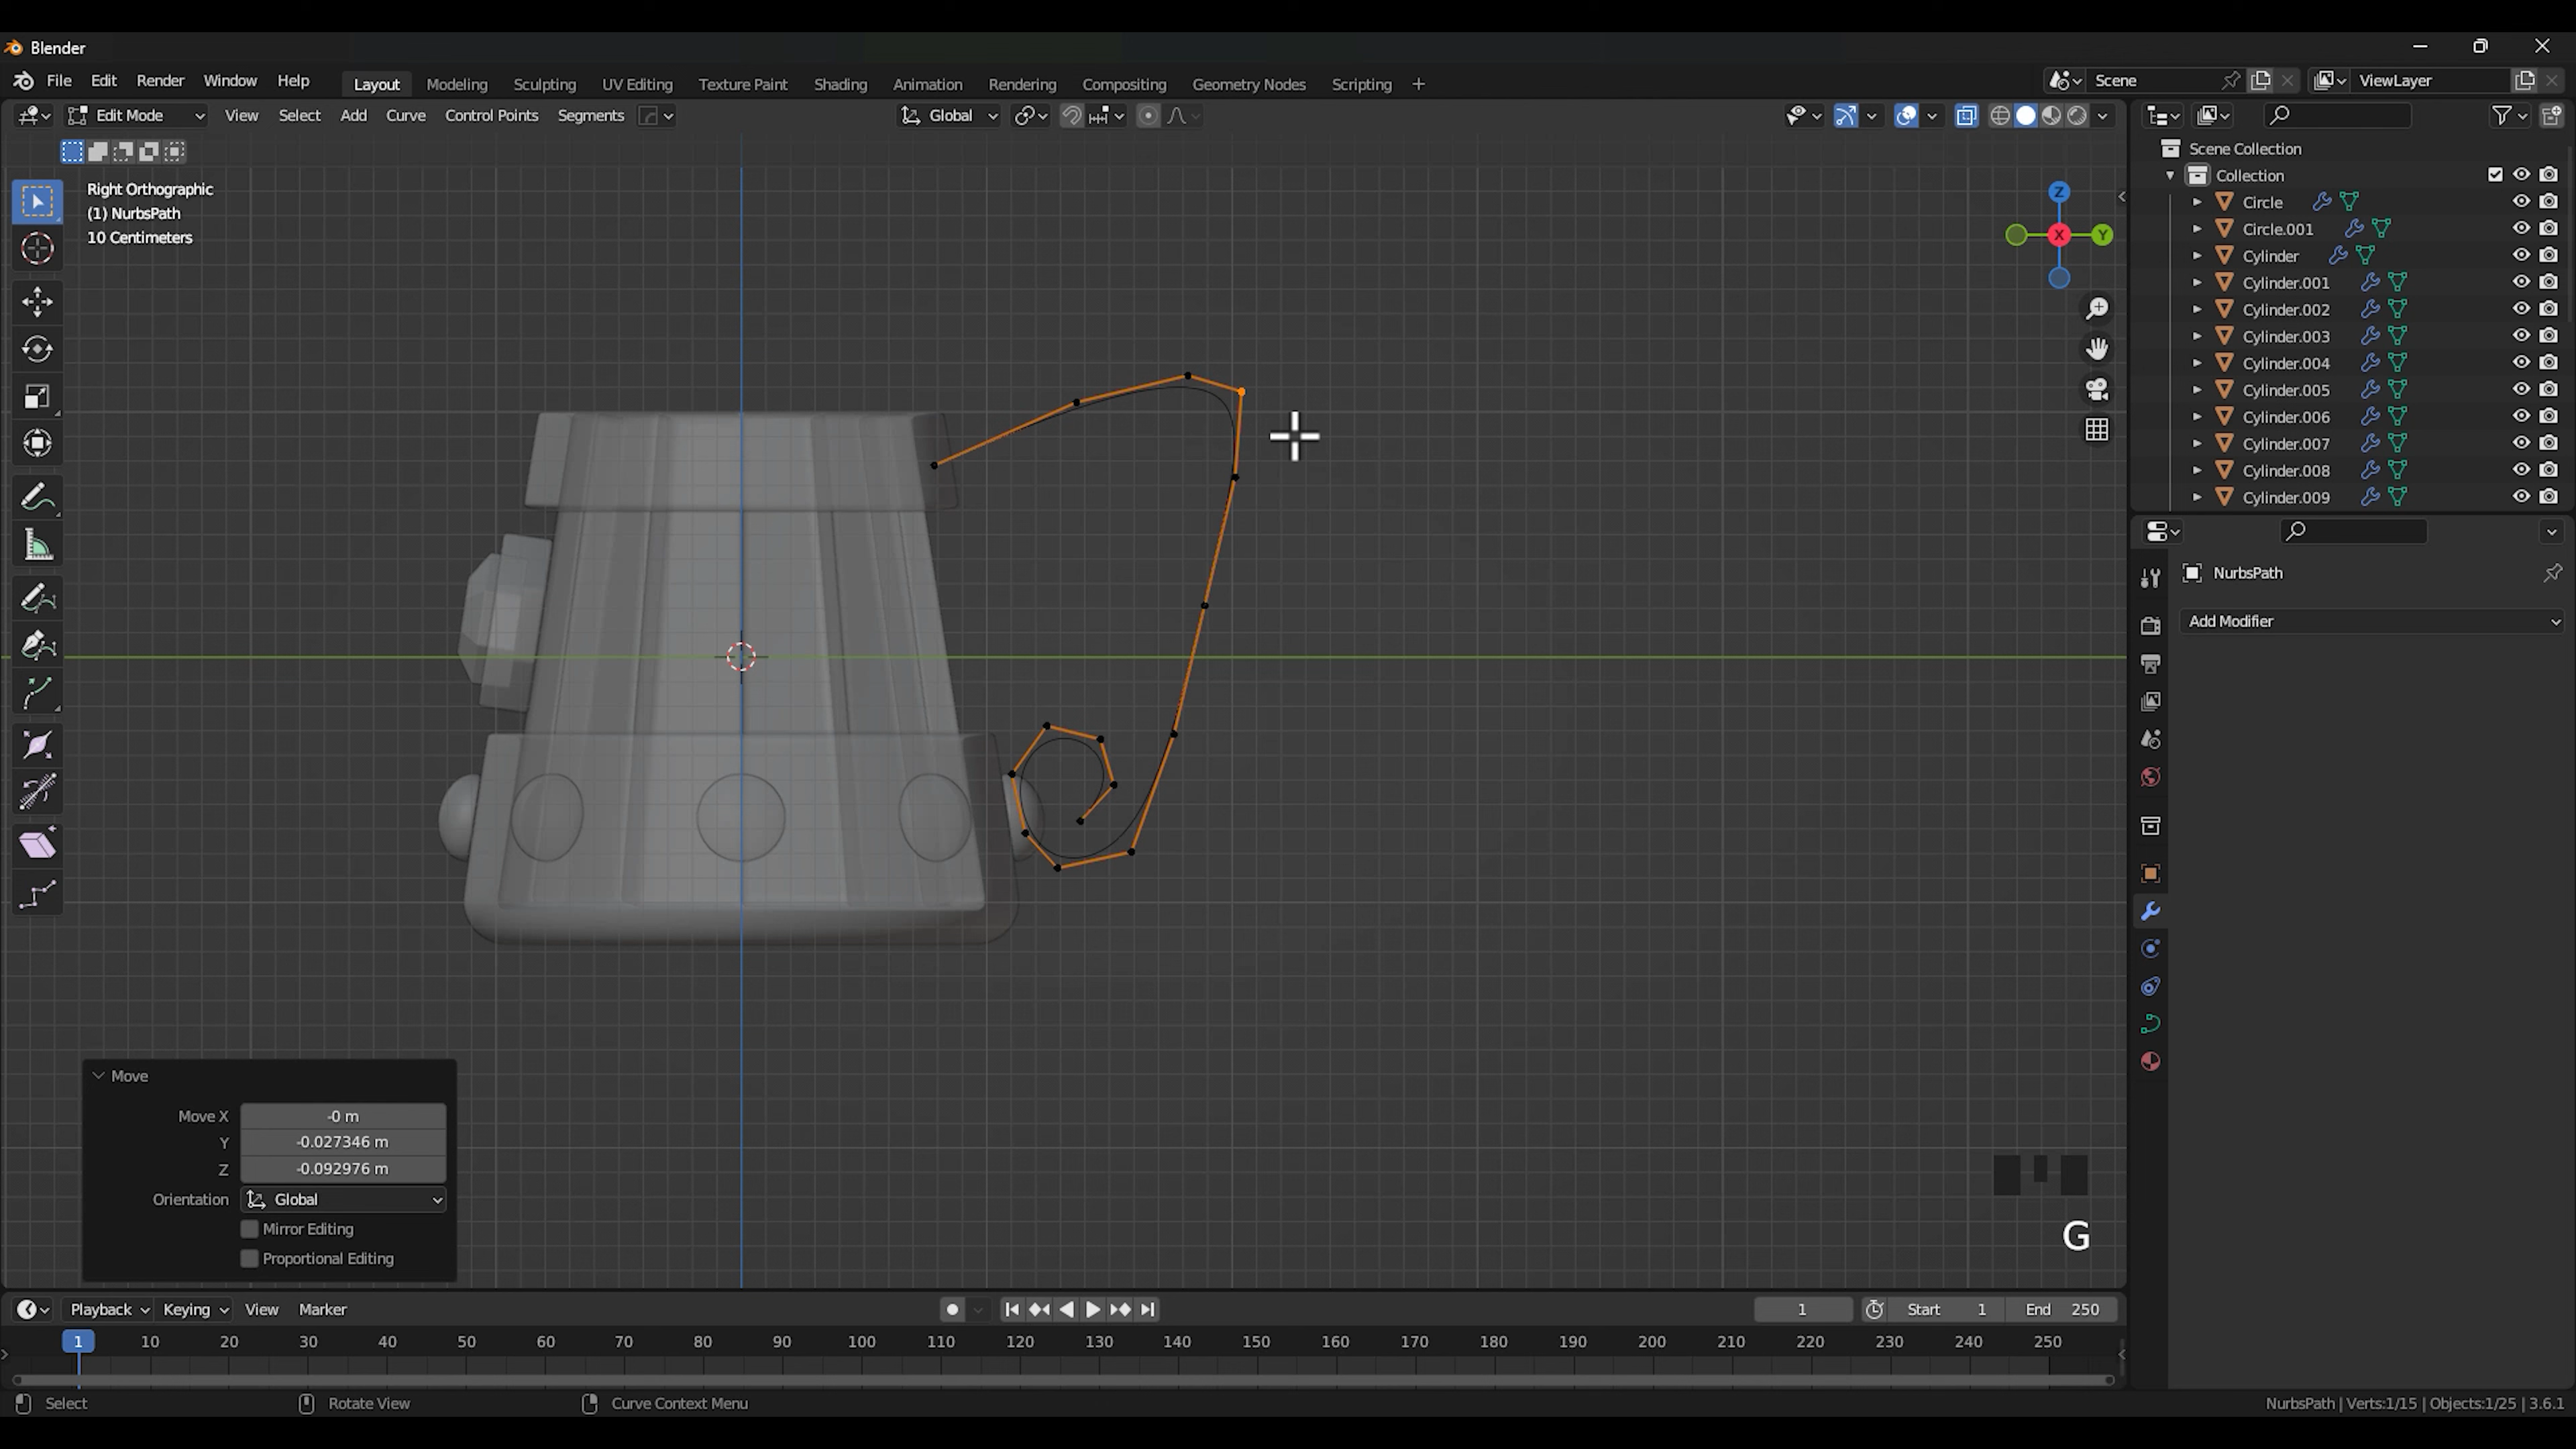 Blender
File Edit Render Window Help Layout Modeling Sculpting UV Editing Texture Paint Shading Animation Rendering Compositing Geometry Nodes Scripting + Scene ViewLayer
Edit Mode View Select Add Curve Control Points Segments Global
Right Orthographic
(1) NurbsPath
10 Centimeters
Z
X
Y
Scene Collection
Collection
Circle
Circle.001
Cylinder
Cylinder.001
Cylinder.002
Cylinder.003
Cylinder.004
Cylinder.005
Cylinder.006
Cylinder.007
Cylinder.008
Cylinder.009
NurbsPath
Add Modifier
Move
Move X -0 m
Y -0.027346 m
Z -0.092976 m
Orientation Global
Mirror Editing
Proportional Editing
G
Playback Keying View Marker 1 Start 1 End 250
1 10 20 30 40 50 60 70 80 90 100 110 120 130 140 150 160 170 180 190 200 210 220 230 240 250
Select Rotate View Curve Context Menu NurbsPath | Verts:1/15 | Objects:1/25 | 3.6.1